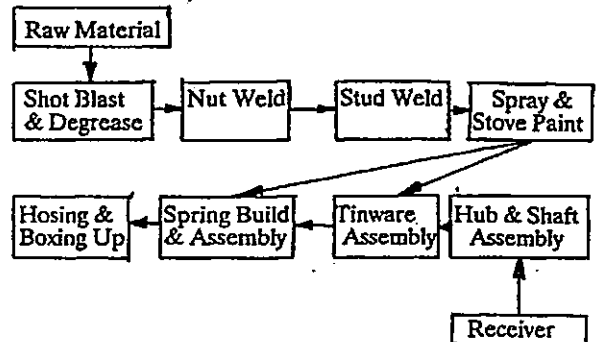 Raw Material
Shot Blast
& Degrease
Nut Weld
Stud Weld
Spray &
Stove Paint
Hosing &
Boxing Up
Spring Build
& Assembly
Tinware
Assembly
Hub & Shaft
Assembly
Receiver